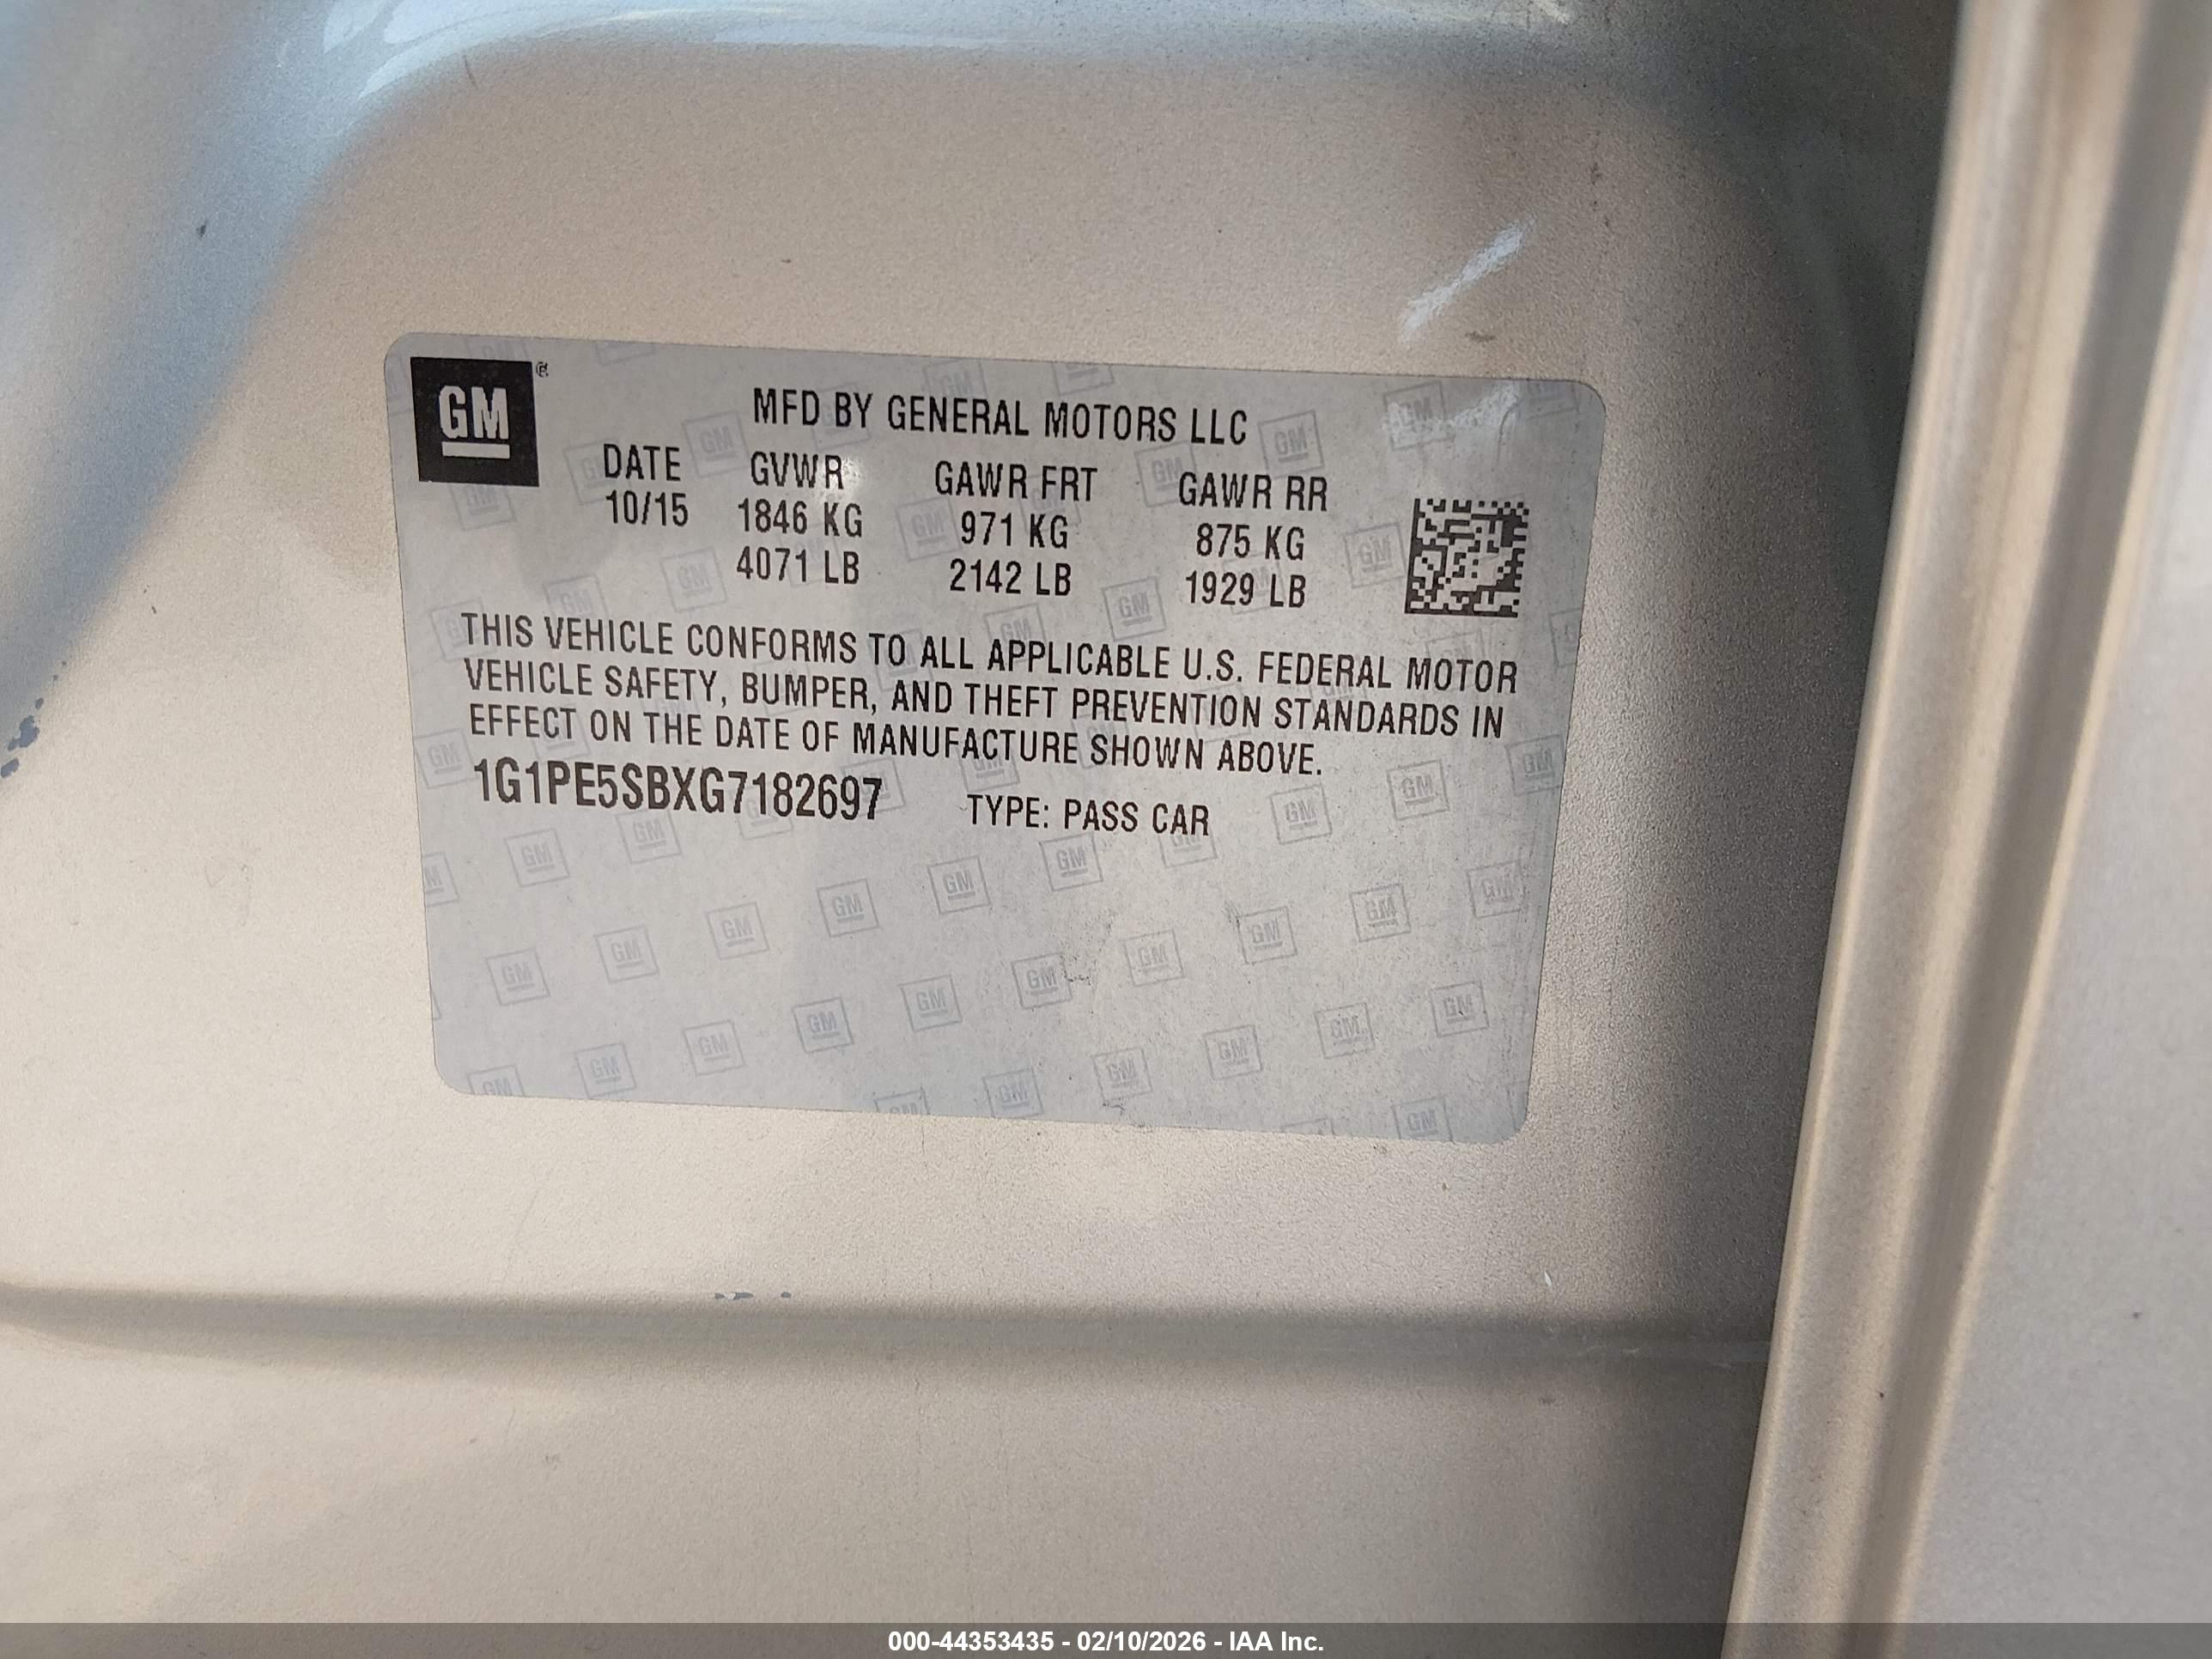 GM
MFD BY GENERAL MOTORS LLC
DATE GVWR GAWR FRT GAWR RR
10/15 1846 KG 971 KG 875 KG
4071 LB 2142 LB 1929 LB
THIS VEHICLE CONFORMS TO ALL APPLICABLE U.S. FEDERAL MOTOR
VEHICLE SAFETY, BUMPER, AND THEFT PREVENTION STANDARDS IN
EFFECT ON THE DATE OF MANUFACTURE SHOWN ABOVE.
1G1PE5SBXG7182697 TYPE: PASS CAR
000-44353435 - 02/10/2026 - IAA Inc.